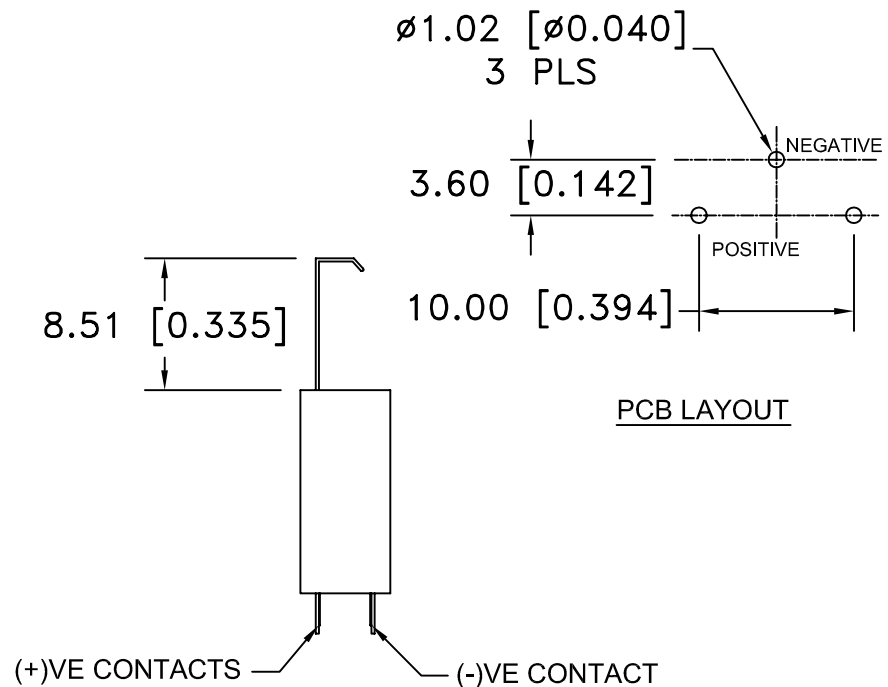 ø1.02 [ø0.040]
3 PLS
NEGATIVE
3.60 [0.142]
POSITIVE
10.00 [0.394]
8.51 [0.335]
PCB LAYOUT
(+)VE CONTACTS
(-)VE CONTACT